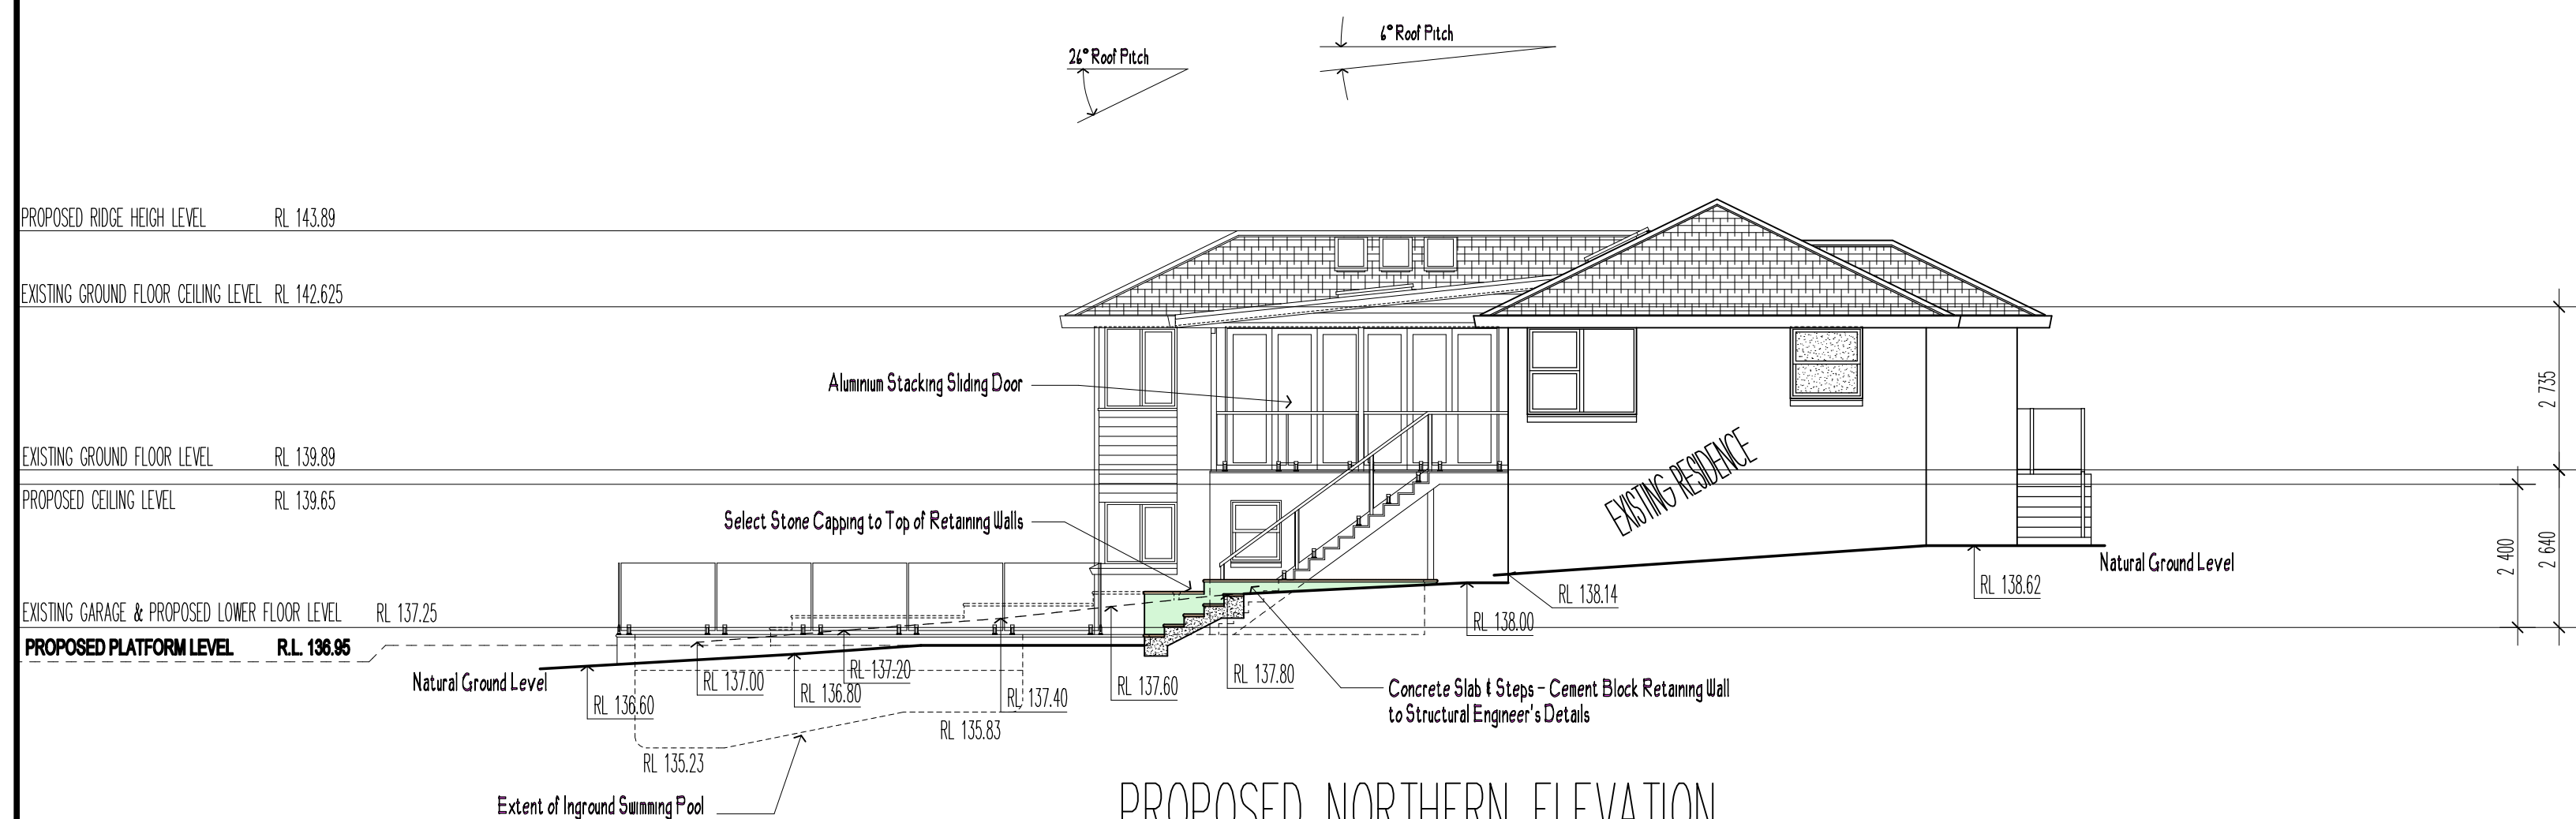 6° Roof Pitch
26° Roof Pitch
PROPOSED RIDGE HEIGH LEVEL RL 143.89
EXISTING GROUND FLOOR CEILING LEVEL RL 142.625
Aluminium Stacking Sliding Door
2 735
EXISTING GROUND FLOOR LEVEL RL 139.89
EXISTING RESIDENCE
PROPOSED CEILING LEVEL RL 139.65
Select Stone Capping to Top of Retaining Walls
2 400
2 640
Natural Ground Level
RL 138.62
RL 138.14
EXISTING GARAGE & PROPOSED LOWER FLOOR LEVEL RL 137.25
RL 138.00
PROPOSED PLATFORM LEVEL R.L. 136.95
Natural Ground Level
RL 137.20
RL 137.00
RL 136.80
RL 136.60
RL 137.40
RL 137.60
RL 137.80
Concrete Slab & Steps - Cement Block Retaining Wall
to Structural Engineer's Details
RL 135.83
RL 135.23
Extent of Inground Swimming Pool
PROPOSED NORTHERN ELEVATION